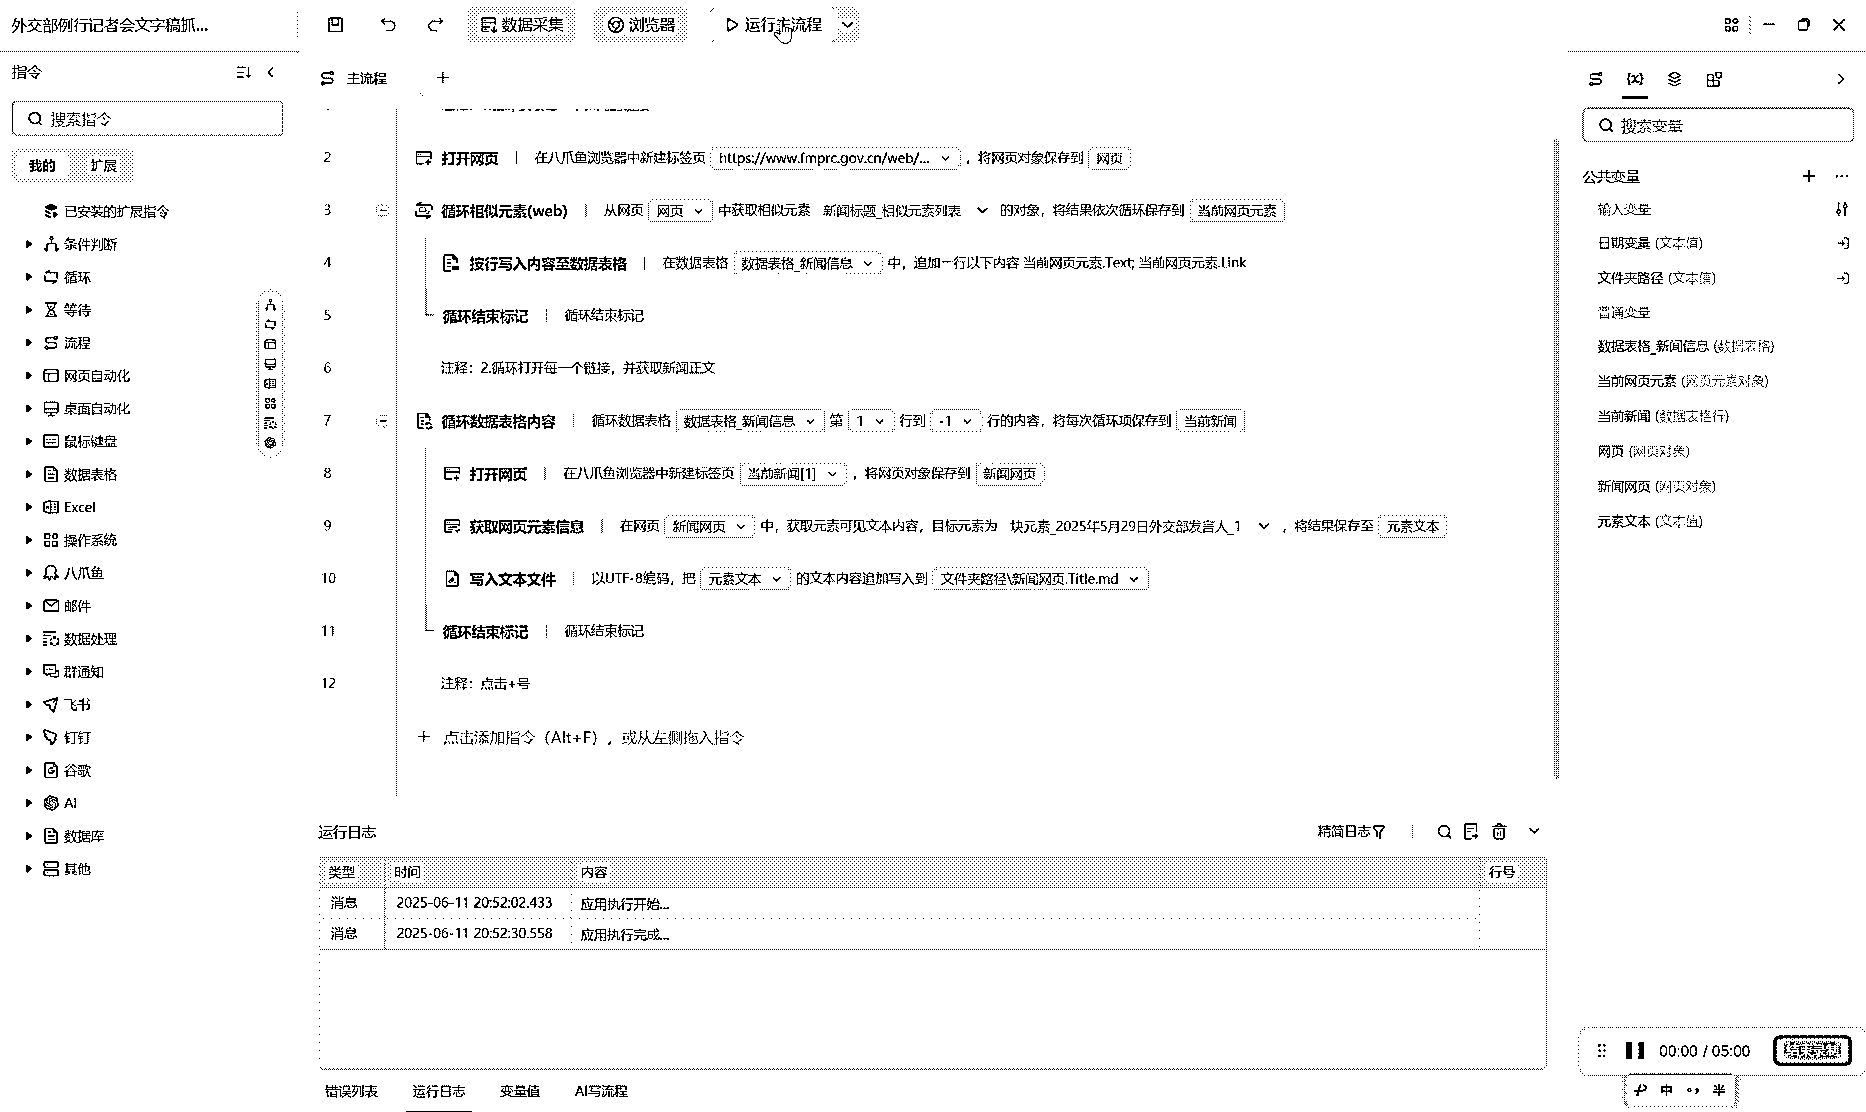 外交部例行记者会文字稿抓...
数据采集
浏览器
运行主流程
指令
搜索指令
我的
扩展
已安装的扩展指令
条件判断
循环
等待
流程
网页自动化
桌面自动化
鼠标键盘
数据表格
Excel
操作系统
八爪鱼
邮件
数据处理
群通知
飞书
钉钉
谷歌
AI
数据库
其他
主流程
2 打开网页 | 在八爪鱼浏览器中新建标签页 https://www.fmprc.gov.cn/web/... ，将网页对象保存到 网页
3 循环相似元素(web) | 从网页 网页 中获取相似元素 新闻标题_相似元素列表 的对象，将结果依次循环保存到 当前网页元素
4 按行写入内容至数据表格 | 在数据表格 数据表格_新闻信息 中，追加一行以下内容 当前网页元素.Text; 当前网页元素.Link
5 循环结束标记 | 循环结束标记
6 注释：2.循环打开每一个链接，并获取新闻正文
7 循环数据表格内容 | 循环数据表格 数据表格_新闻信息 第 1 行到 -1 行的内容，将每次循环项保存到 当前新闻
8 打开网页 | 在八爪鱼浏览器中新建标签页 当前新闻[1] ，将网页对象保存到 新闻网页
9 获取网页元素信息 | 在网页 新闻网页 中，获取元素可见文本内容，目标元素为 块元素_2025年5月29日外交部发言人_1 ，将结果保存至 元素文本
10 写入文本文件 | 以UTF-8编码，把 元素文本 的文本内容追加写入到 文件夹路径\新闻网页.Title.md
11 循环结束标记 | 循环结束标记
12 注释：点击+号
点击添加指令（Alt+F），或从左侧拖入指令
运行日志
精简日志
类型 时间 内容 行号
消息 2025-06-11 20:52:02.433 应用执行开始...
消息 2025-06-11 20:52:30.558 应用执行完成...
错误列表 运行日志 变量值 AI写流程
搜索变量
公共变量
输入变量
日期变量 (文本值)
文件夹路径 (文本值)
普通变量
数据表格_新闻信息 (数据表格)
当前网页元素 (网页元素对象)
当前新闻 (数据表格行)
网页 (网页对象)
新闻网页 (网页对象)
元素文本 (文本值)
00:00 / 05:00 结束录制
中 半